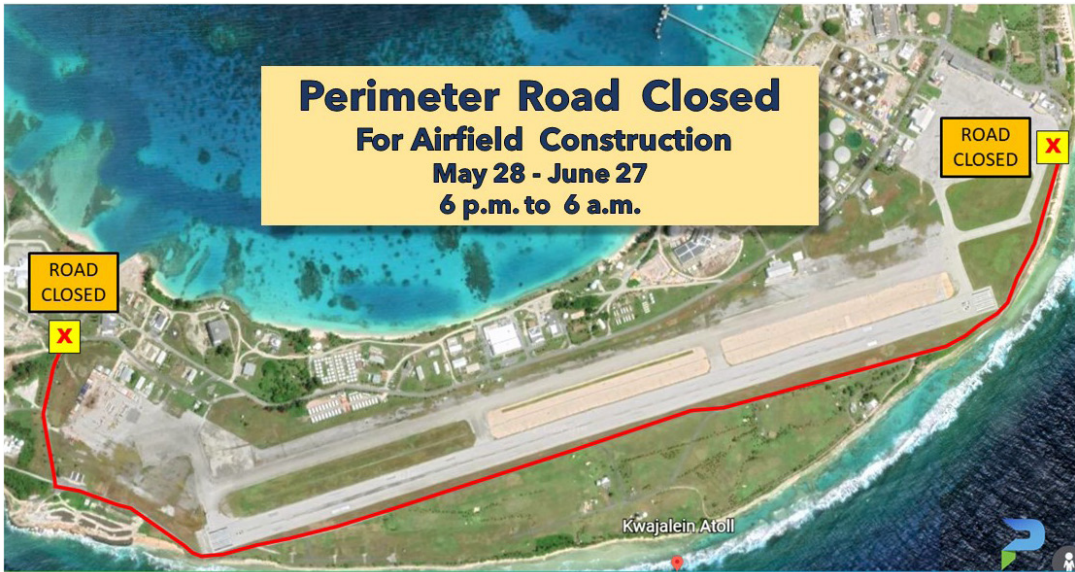 Perimeter Road Closed
For Airfield Construction
May 28 - June 27
6 p.m. to 6 a.m.
ROAD
CLOSED
X
ROAD
CLOSED
X
Kwajalein Atoll